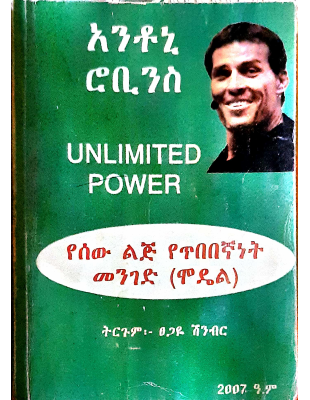 አንቶኒ
ሮቢንስ
UNLIMITED
POWER
የሰው ልጅ የጥበበኛነት
መንገድ (ሞዴል)
ትርጉም፡- ፀጋዬ ሽንብር
2007 ዓ.ም